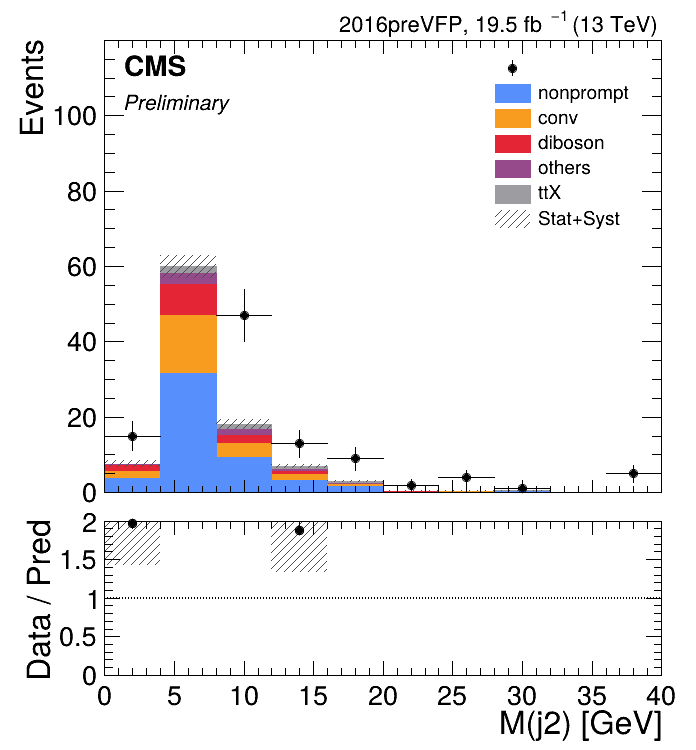 2016preVFP, 19.5 fb⁻¹ (13 TeV)
CMS
Preliminary
nonprompt
conv
diboson
others
ttX
Stat+Syst
Events
100
80
60
40
20
0
Data / Pred
2
1.5
1
0.5
0
0 5 10 15 20 25 30 35 40
M(j2) [GeV]